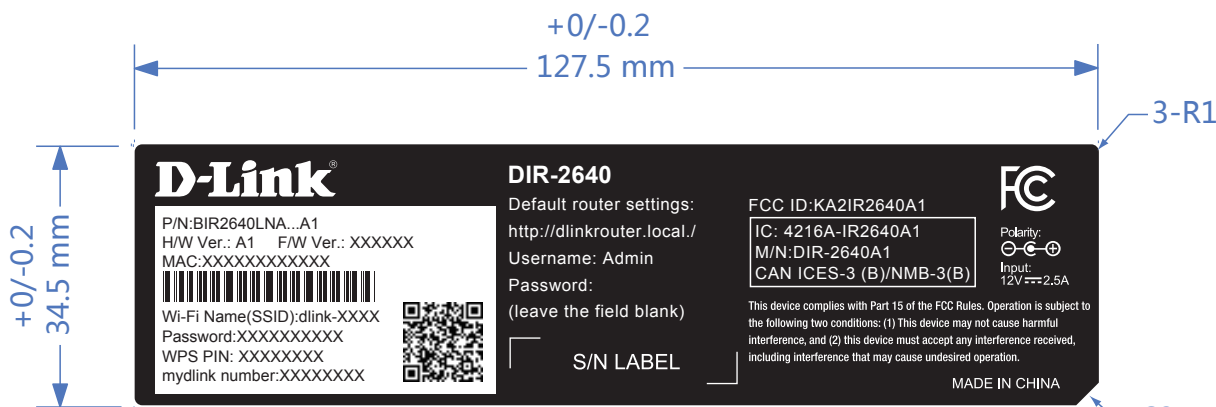 +0/-0.2
127.5 mm
3-R1
+0/-0.2
34.5 mm
D-Link®
P/N:BIR2640LNA...A1
H/W Ver.: A1 F/W Ver.: XXXXXX
MAC:XXXXXXXXXXXXX
Wi-Fi Name(SSID):dlink-XXXX
Password:XXXXXXXXXX
WPS PIN: XXXXXXXX
mydlink number:XXXXXXXX
DIR-2640
Default router settings:
http://dlinkrouter.local./
Username: Admin
Password:
(leave the field blank)
S/N LABEL
FCC ID:KA2IR2640A1
IC: 4216A-IR2640A1
M/N:DIR-2640A1
CAN ICES-3 (B)/NMB-3(B)
FC
Polarity:
Input:
12V 2.5A
This device complies with Part 15 of the FCC Rules. Operation is subject to
the following two conditions: (1) This device may not cause harmful
interference, and (2) this device must accept any interference received,
including interference that may cause undesired operation.
MADE IN CHINA